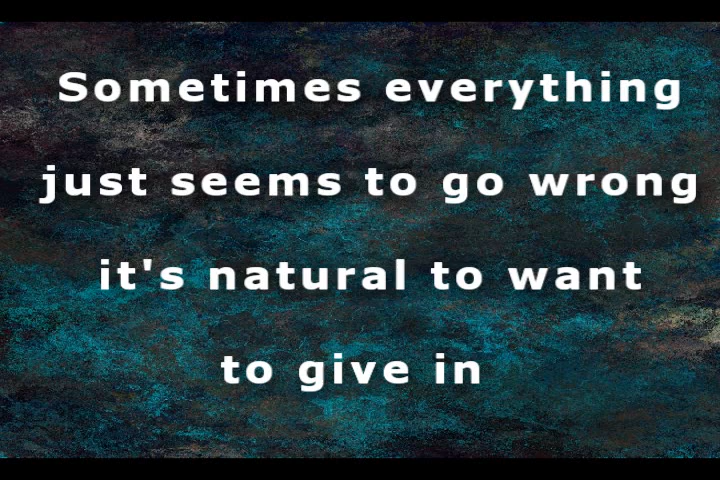 Sometimes everything
just seems to go wrong
it's natural to want
to give in